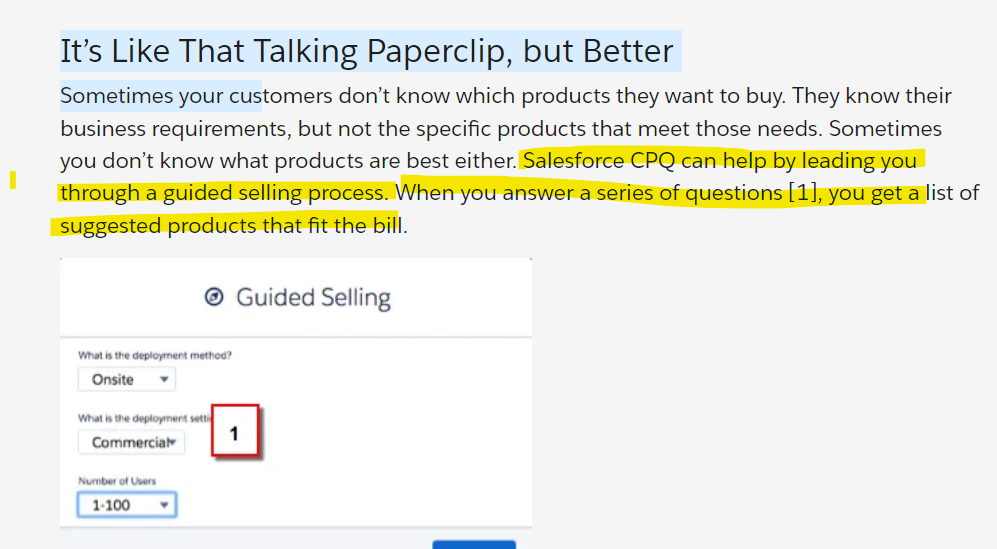 It’s Like That Talking Paperclip, but Better
Sometimes your customers don’t know which products they want to buy. They know their
business requirements, but not the specific products that meet those needs. Sometimes
you don’t know what products are best either. Salesforce CPQ can help by leading you
through a guided selling process. When you answer a series of questions [1], you get a list of
suggested products that fit the bill.
Guided Selling
What is the deployment method?
Onsite
What is the deployment
1
Commercial
Number of Users
1-100